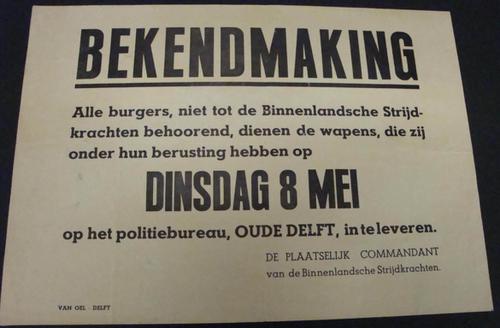 BEKENDMAKING
Alle burgers, niet tot de Binnenlandsche Strijd-
krachten behoorend, dienen de wapens, die zij
onder hun berusting hebben op
DINSDAG 8 MEI
op het politiebureau, OUDE DELFT, in te leveren.
DE PLAATSELIJK COMMANDANT
van de Binnenlandsche Strijdkrachten.
VAN OEL - DELFT